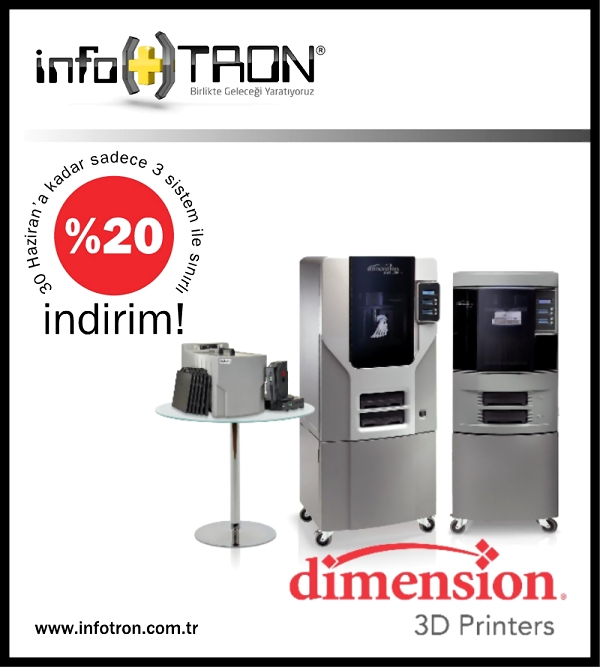 info TRON®
Birlikte Geleceği Yaratıyoruz
30 Haziran'a kadar sadece 3 sistem ile sınırlı
%20
indirim!
dimension
dimension®
3D Printers
www.infotron.com.tr